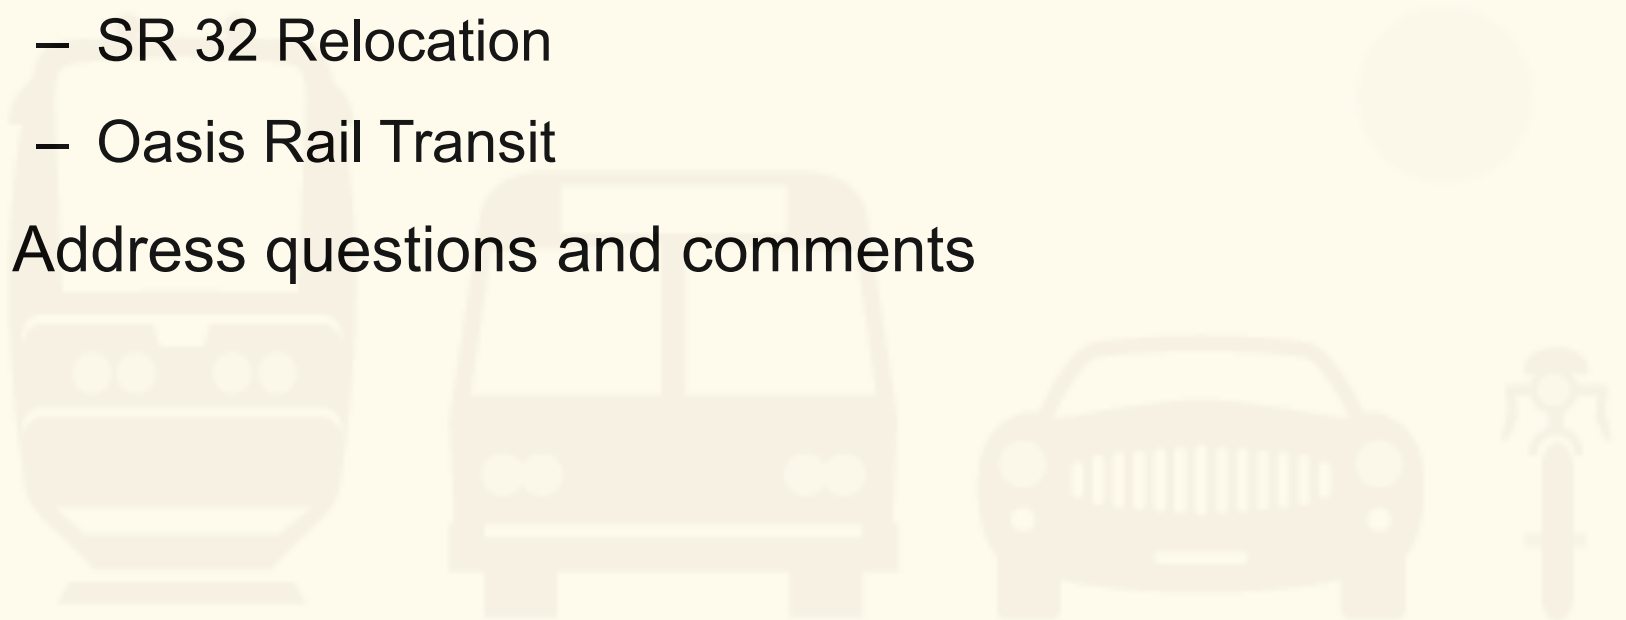 – SR 32 Relocation
– Oasis Rail Transit
Address questions and comments